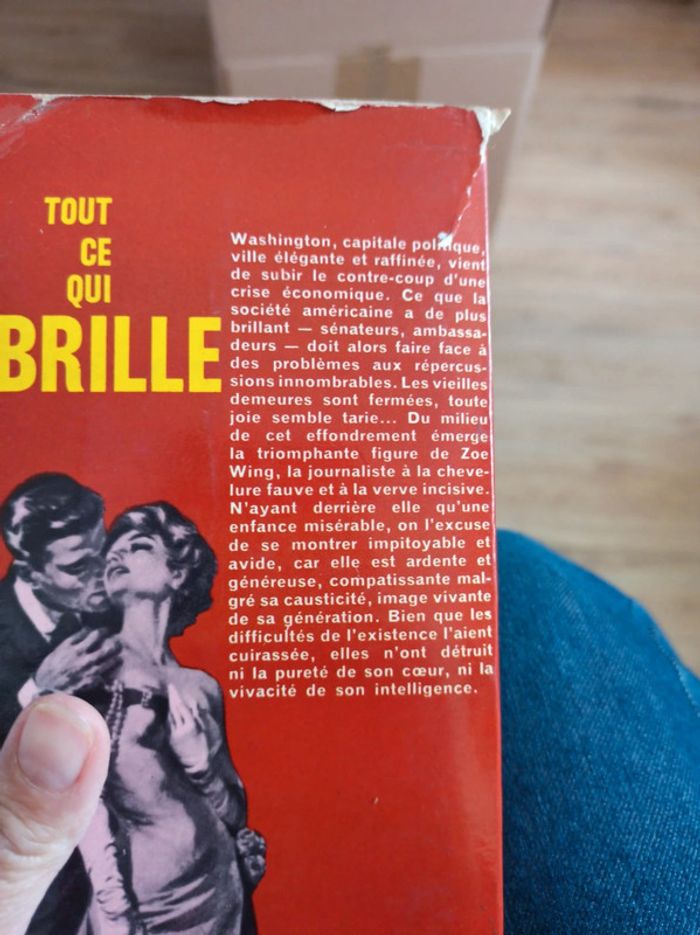 TOUT
CE
QUI
BRILLE
Washington, capitale politique,
ville élégante et raffinée, vient
de subir le contre-coup d'une
crise économique. Ce que la
société américaine a de plus
brillant — sénateurs, ambassa-
deurs — doit alors faire face à
des problèmes aux répercus-
sions innombrables. Les vieilles
demeures sont fermées, toute
joie semble tarie... Du milieu
de cet effondrement émerge
la triomphante figure de Zoe
Wing, la journaliste à la cheve-
lure fauve et à la verve incisive.
N'ayant derrière elle qu'une
enfance misérable, on l'excuse
de se montrer impitoyable et
avide, car elle est ardente et
généreuse, compatissante mal-
gré sa causticité, image vivante
de sa génération. Bien que les
difficultés de l'existence l'aient
cuirassée, elles n'ont détruit
ni la pureté de son cœur, ni la
vivacité de son intelligence.